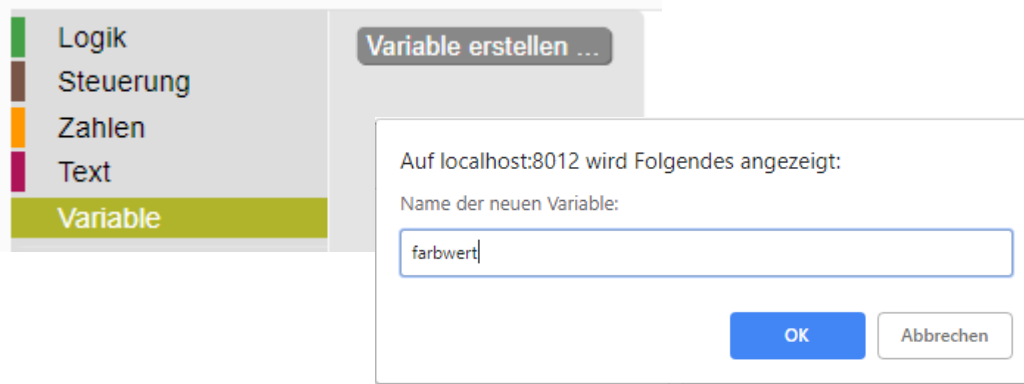 Logik
Steuerung
Zahlen
Text
Variable
Variable erstellen ...
Auf localhost:8012 wird Folgendes angezeigt:
Name der neuen Variable:
farbwert
OK
Abbrechen